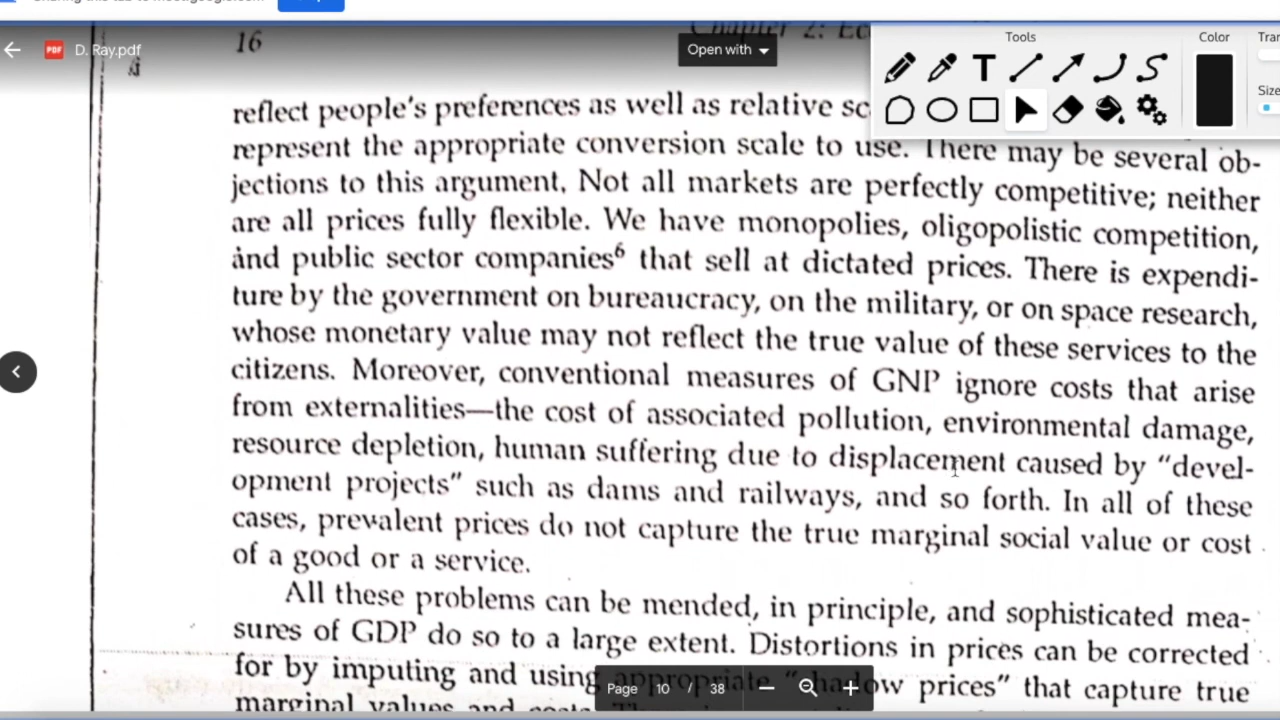 16
Chapter 2:
D. Ray.pdf
Open with
Tools
Color
Size
reflect people's preferences as well as relative
represent the appropriate conversion scale to use. There may be several ob-
jections to this argument. Not all markets are perfectly competitive; neither
are all prices fully flexible. We have monopolies, oligopolistic competition,
and public sector companies⁶ that sell at dictated prices. There is expendi-
ture by the government on bureaucracy, on the military, or on space research,
whose monetary value may not reflect the true value of these services to the
citizens. Moreover, conventional measures of GNP ignore costs that arise
from externalities—the cost of associated pollution, environmental damage,
resource depletion, human suffering due to displacement caused by "devel-
opment projects" such as dams and railways, and so forth. In all of these
cases, prevalent prices do not capture the true marginal social value or cost
of a good or a service.
All these problems can be mended, in principle, and sophisticated mea-
sures of GDP do so to a large extent. Distortions in prices can be corrected
for by imputing and using appropriate "shadow prices" that capture true
marginal values and costs.
Page 10 / 38